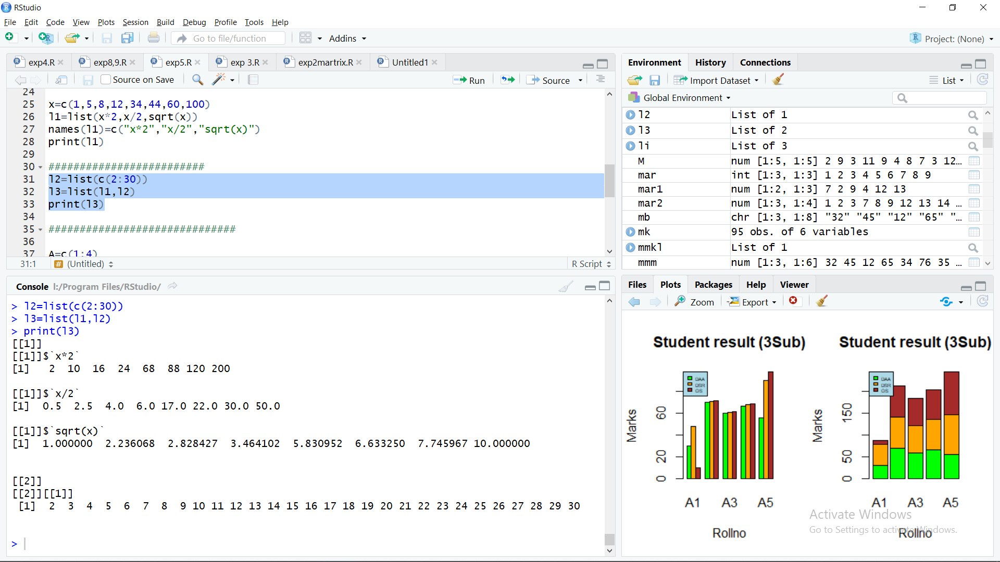 RStudio
File Edit Code View Plots Session Build Debug Profile Tools Help
Go to file/function Addins Project: (None)
exp4.R exp8,9.R exp5.R exp 3.R exp2martrix.R Untitled1
Source on Save Run Source
24
25 x=c(1,5,8,12,34,44,60,100)
26 l1=list(x*2,x/2,sqrt(x))
27 names(l1)=c("x*2","x/2","sqrt(x)")
28 print(l1)
29
30 #########################
31 l2=list(c(2:30))
32 l3=list(l1,l2)
33 print(l3)
34
35 ##############################
36
37 A=c(1:4)
31:1 # (Untitled) R Script
Console I:/Program Files/RStudio/
> l2=list(c(2:30))
> l3=list(l1,l2)
> print(l3)
[[1]]
[[1]]$`x*2`
[1] 2 10 16 24 68 88 120 200
[[1]]$`x/2`
[1] 0.5 2.5 4.0 6.0 17.0 22.0 30.0 50.0
[[1]]$`sqrt(x)`
[1] 1.000000 2.236068 2.828427 3.464102 5.830952 6.633250 7.745967 10.000000
[[2]]
[[2]][[1]]
[1] 2 3 4 5 6 7 8 9 10 11 12 13 14 15 16 17 18 19 20 21 22 23 24 25 26 27 28 29 30
>
Environment History Connections
Import Dataset List
Global Environment
l2 List of 1
l3 List of 2
li List of 3
M num [1:5, 1:5] 2 9 3 11 9 4 8 7 3 12...
mar int [1:3, 1:3] 1 2 3 4 5 6 7 8 9
mar1 num [1:2, 1:3] 7 2 9 4 12 13
mar2 num [1:3, 1:4] 1 2 3 7 8 9 12 13 14 ...
mb chr [1:3, 1:8] "32" "45" "12" "65" "...
mk 95 obs. of 6 variables
mmkl List of 1
mmm num [1:3, 1:6] 32 45 12 65 34 76 35 ...
Files Plots Packages Help Viewer
Zoom Export
Student result (3Sub)
DAA
DSR
OS
Marks
60
20
0
A1 A3 A5
Rollno
Student result (3Sub)
DAA
DSR
OS
Marks
150
50
0
A1 A3 A5
Rollno
Activate Windows
Go to Settings to activate Windows.